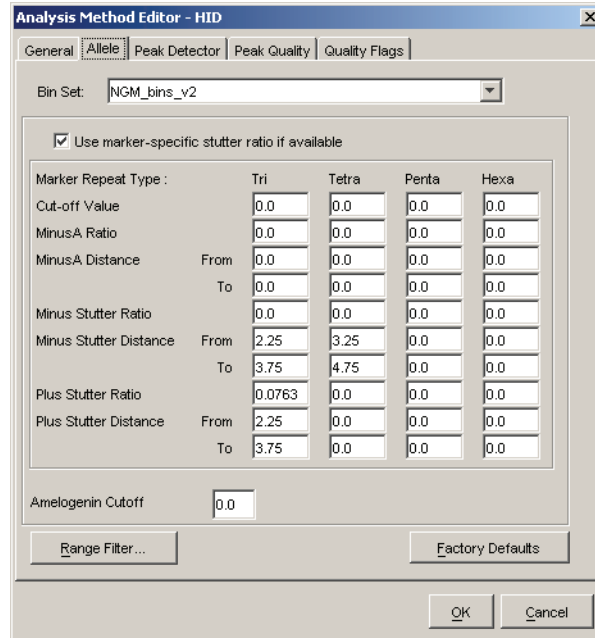 Analysis Method Editor - HID
General Allele Peak Detector Peak Quality Quality Flags
Bin Set: NGM_bins_v2
Use marker-specific stutter ratio if available
Marker Repeat Type : Tri Tetra Penta Hexa
Cut-off Value 0.0 0.0 0.0 0.0
MinusA Ratio 0.0 0.0 0.0 0.0
MinusA Distance From 0.0 0.0 0.0 0.0
To 0.0 0.0 0.0 0.0
Minus Stutter Ratio 0.0 0.0 0.0 0.0
Minus Stutter Distance From 2.25 3.25 0.0 0.0
To 3.75 4.75 0.0 0.0
Plus Stutter Ratio 0.0763 0.0 0.0 0.0
Plus Stutter Distance From 2.25 0.0 0.0 0.0
To 3.75 0.0 0.0 0.0
Amelogenin Cutoff 0.0
Range Filter... Factory Defaults
OK Cancel